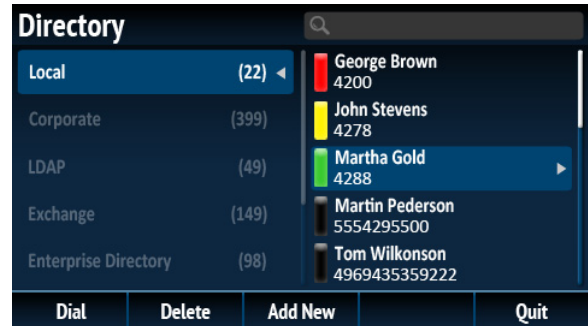 Directory
Local (22)
Corporate (399)
LDAP (49)
Exchange (149)
Enterprise Directory (98)
George Brown
4200
John Stevens
4278
Martha Gold
4288
Martin Pederson
5554295500
Tom Wilkonson
4969435359222
Dial Delete Add New Quit